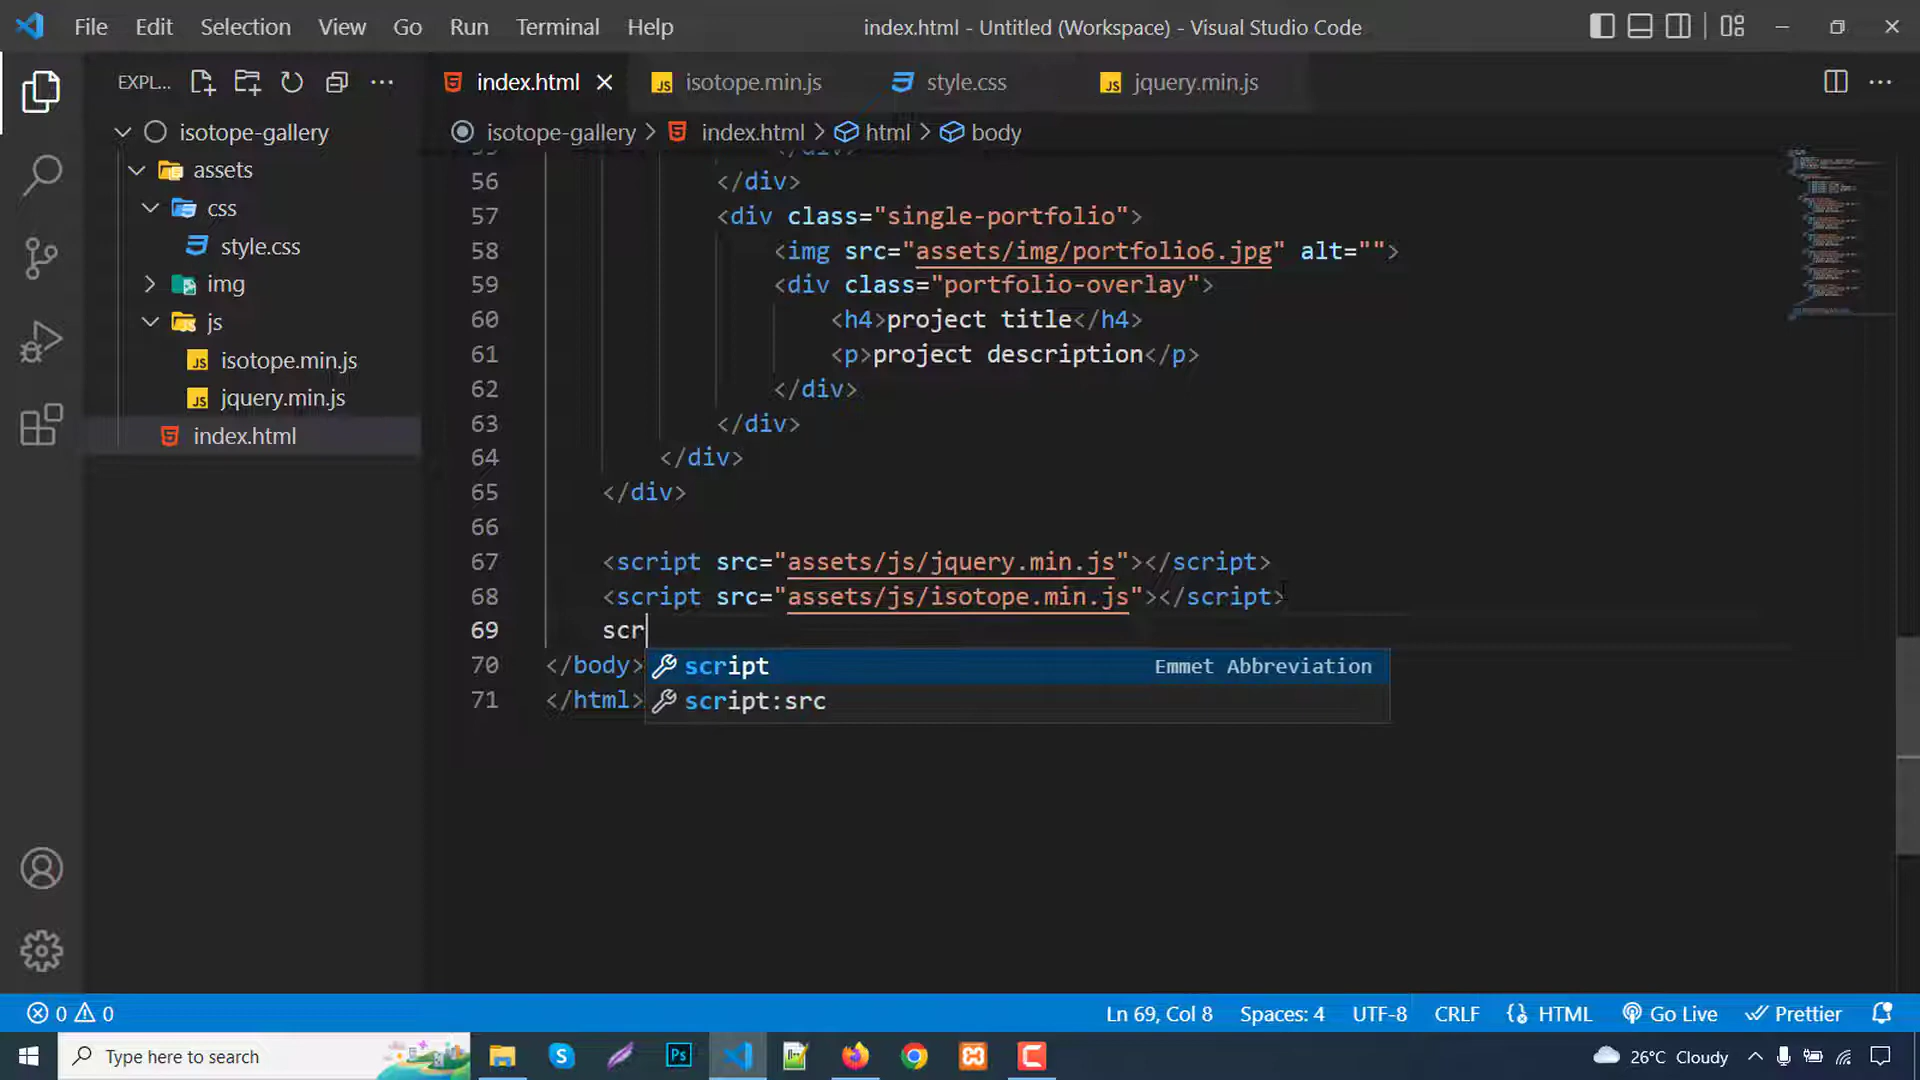 File Edit Selection View Go Run Terminal Help index.html - Untitled (Workspace) - Visual Studio Code
EXPL...
index.html isotope.min.js style.css jquery.min.js
isotope-gallery > index.html > html > body
isotope-gallery
assets
css
style.css
img
js
isotope.min.js
jquery.min.js
index.html
56 </div>
57 <div class="single-portfolio">
58 <img src="assets/img/portfolio6.jpg" alt="">
59 <div class="portfolio-overlay">
60 <h4>project title</h4>
61 <p>project description</p>
62 </div>
63 </div>
64 </div>
65 </div>
66
67 <script src="assets/js/jquery.min.js"></script>
68 <script src="assets/js/isotope.min.js"></script>
69 scr
70 </body>
71 </html>
script Emmet Abbreviation
script:src
0 0 Ln 69, Col 8 Spaces: 4 UTF-8 CRLF HTML Go Live Prettier
Type here to search Ps 26°C Cloudy